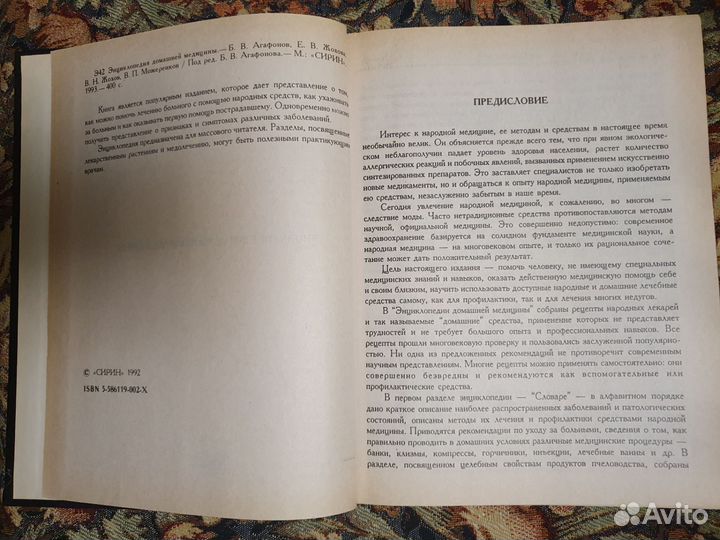 Э42 Энциклопедия домашней медицины.— Б. В. Агафонов, Е. В. Жохова,
В. Н. Жохов, В. П. Можеренков / Под ред. Б. В. Агафонова.— М.: «СИРИН»,
1993.— 400 с.
Книга является популярным изданием, которое дает представление о том,
как можно помочь лечению больного с помощью народных средств, как ухаживать
за больным и как оказывать первую помощь пострадавшему. Одновременно можно
получить представление о признаках и симптомах различных заболеваний.
Энциклопедия предназначена для массового читателя. Разделы, посвященные
лекарственным растениям и медолечению, могут быть полезными практикующим
врачам.
© «СИРИН» 1992
ISBN 5-586119-002-X
ПРЕДИСЛОВИЕ
Интерес к народной медицине, ее методам и средствам в настоящее время
необычайно велик. Он объясняется прежде всего тем, что при явном экологиче-
ском неблагополучии падает уровень здоровья населения, растет количество
аллергических реакций и побочных явлений, вызванных применением искусственно
синтезированных препаратов. Это заставляет специалистов не только изобретать
новые медикаменты, но и обращаться к опыту народной медицины, применяемым
ею средствам, незаслуженно забытым в наше время.
Сегодня увлечение народной медициной, к сожалению, во многом —
следствие моды. Часто нетрадиционные средства противопоставляются методам
научной, официальной медицины. Это совершенно недопустимо: современное
здравоохранение базируется на солидном фундаменте медицинской науки, а
народная медицина — на многовековом опыте, и только их рациональное соче-
тание может дать положительный результат.
Цель настоящего издания — помочь человеку, не имеющему специальных
медицинских знаний и навыков, оказать действенную медицинскую помощь себе
и своим близким, научить использовать доступные народные и домашние лечебные
средства самому, как для профилактики, так и для лечения многих недугов.
В "Энциклопедии домашней медицины" собраны рецепты народных лекарей
и так называемые "домашние" средства, применение которых не представляет
трудностей и не требует большого опыта и профессиональных навыков. Все
рецепты прошли многовековую проверку и пользовались заслуженной популярно-
стью. Ни одна из предложенных рекомендаций не противоречит современным
научным представлениям. Многие рецепты можно применять самостоятельно: они
совершенно безвредны и рекомендуются как вспомогательные или
профилактические средства.
В первом разделе энциклопедии — "Словаре" — в алфавитном порядке
дано краткое описание наиболее распространенных заболеваний и патологических
состояний, описаны методы их лечения и профилактики средствами народной
медицины. Приводятся рекомендации по уходу за больными, сведения о том, как
правильно проводить в домашних условиях различные медицинские процедуры —
банки, клизмы, компрессы, горчичники, инъекции, лечебные ванны и др. В
разделе, посвященном целебным свойствам продуктов пчеловодства, собраны
Avito